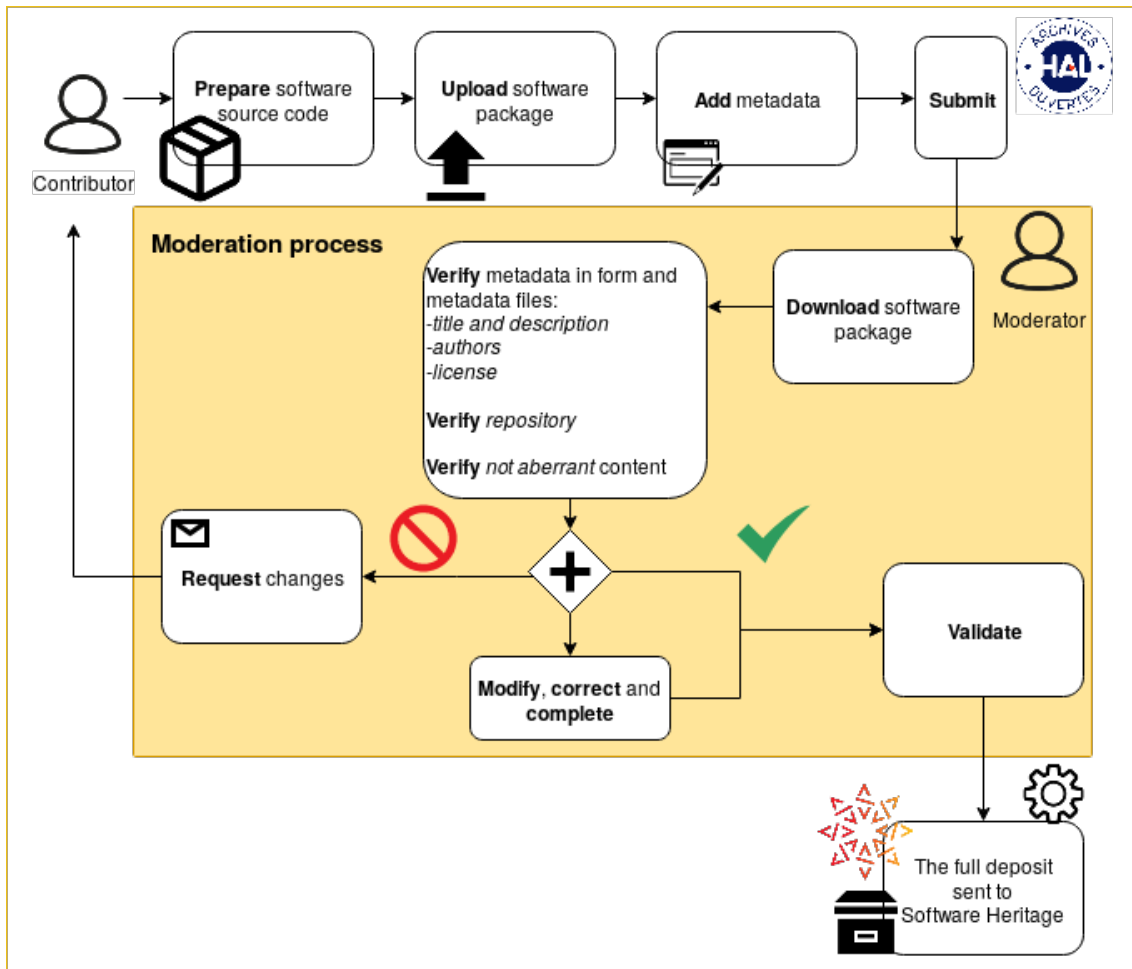 Prepare software
source code
Upload software
package
Add metadata
Submit
ARCHIVES
HAL
OUVERTES
Contributor
Moderation process
Verify metadata in form and
metadata files:
-title and description
-authors
-license
Verify repository
Verify not aberrant content
Download software
package
Moderator
Request changes
Modify, correct and
complete
Validate
The full deposit
sent to
Software Heritage